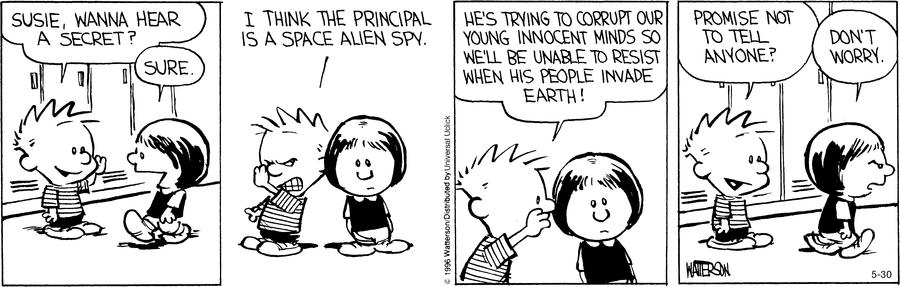 SUSIE, WANNA HEAR
A SECRET?
SURE.
I THINK THE PRINCIPAL
IS A SPACE ALIEN SPY.
HE'S TRYING TO CORRUPT OUR
YOUNG INNOCENT MINDS SO
WE'LL BE UNABLE TO RESIST
WHEN HIS PEOPLE INVADE
EARTH!
© 1996 Watterson/Distributed by Universal Uclick
PROMISE NOT
TO TELL
ANYONE?
DON'T
WORRY.
WATTERSON
5-30